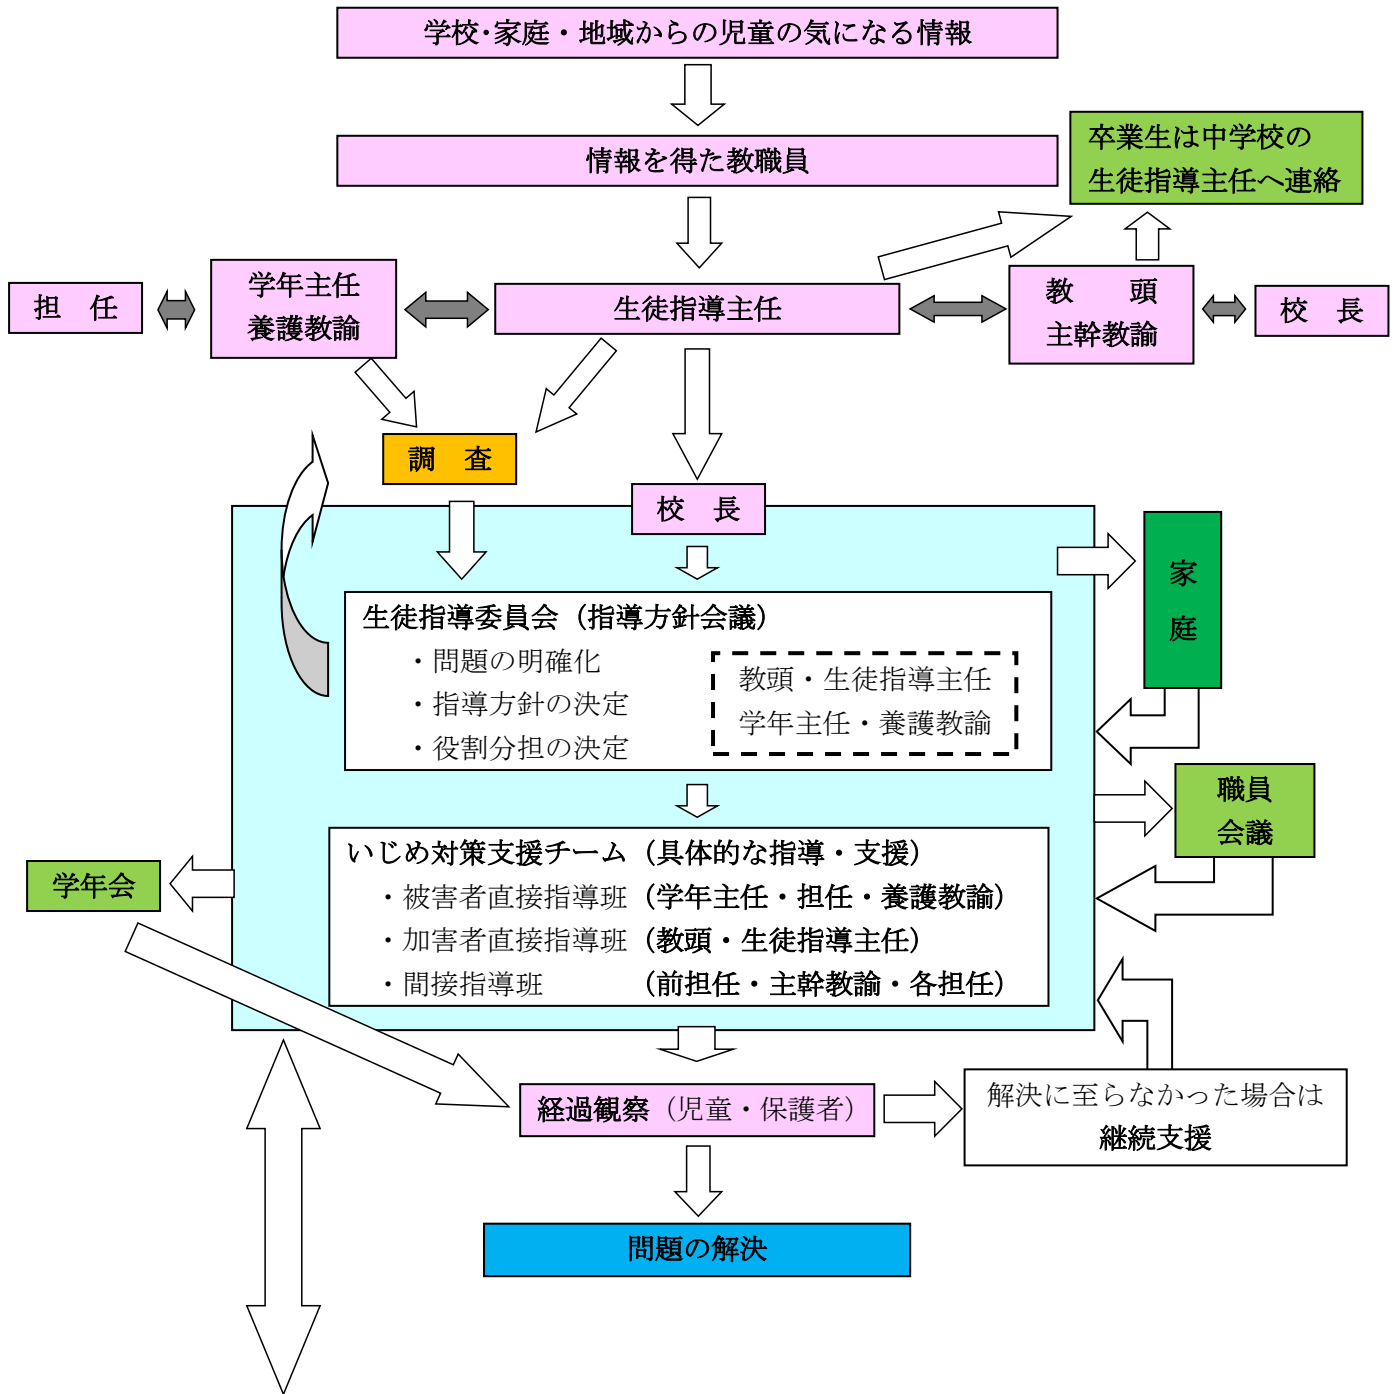 学校・家庭・地域からの児童の気になる情報
情報を得た教職員
卒業生は中学校の
生徒指導主任へ連絡
担　任
学年主任
養護教諭
生徒指導主任
教　　頭
主幹教諭
校　長
調　査
校　長
家
庭
生徒指導委員会（指導方針会議）
・問題の明確化
・指導方針の決定
・役割分担の決定
教頭・生徒指導主任
学年主任・養護教諭
職員
会議
いじめ対策支援チーム（具体的な指導・支援）
・被害者直接指導班（学年主任・担任・養護教諭）
・加害者直接指導班（教頭・生徒指導主任）
・間接指導班　　　　（前担任・主幹教諭・各担任）
学年会
経過観察（児童・保護者）
解決に至らなかった場合は
継続支援
問題の解決